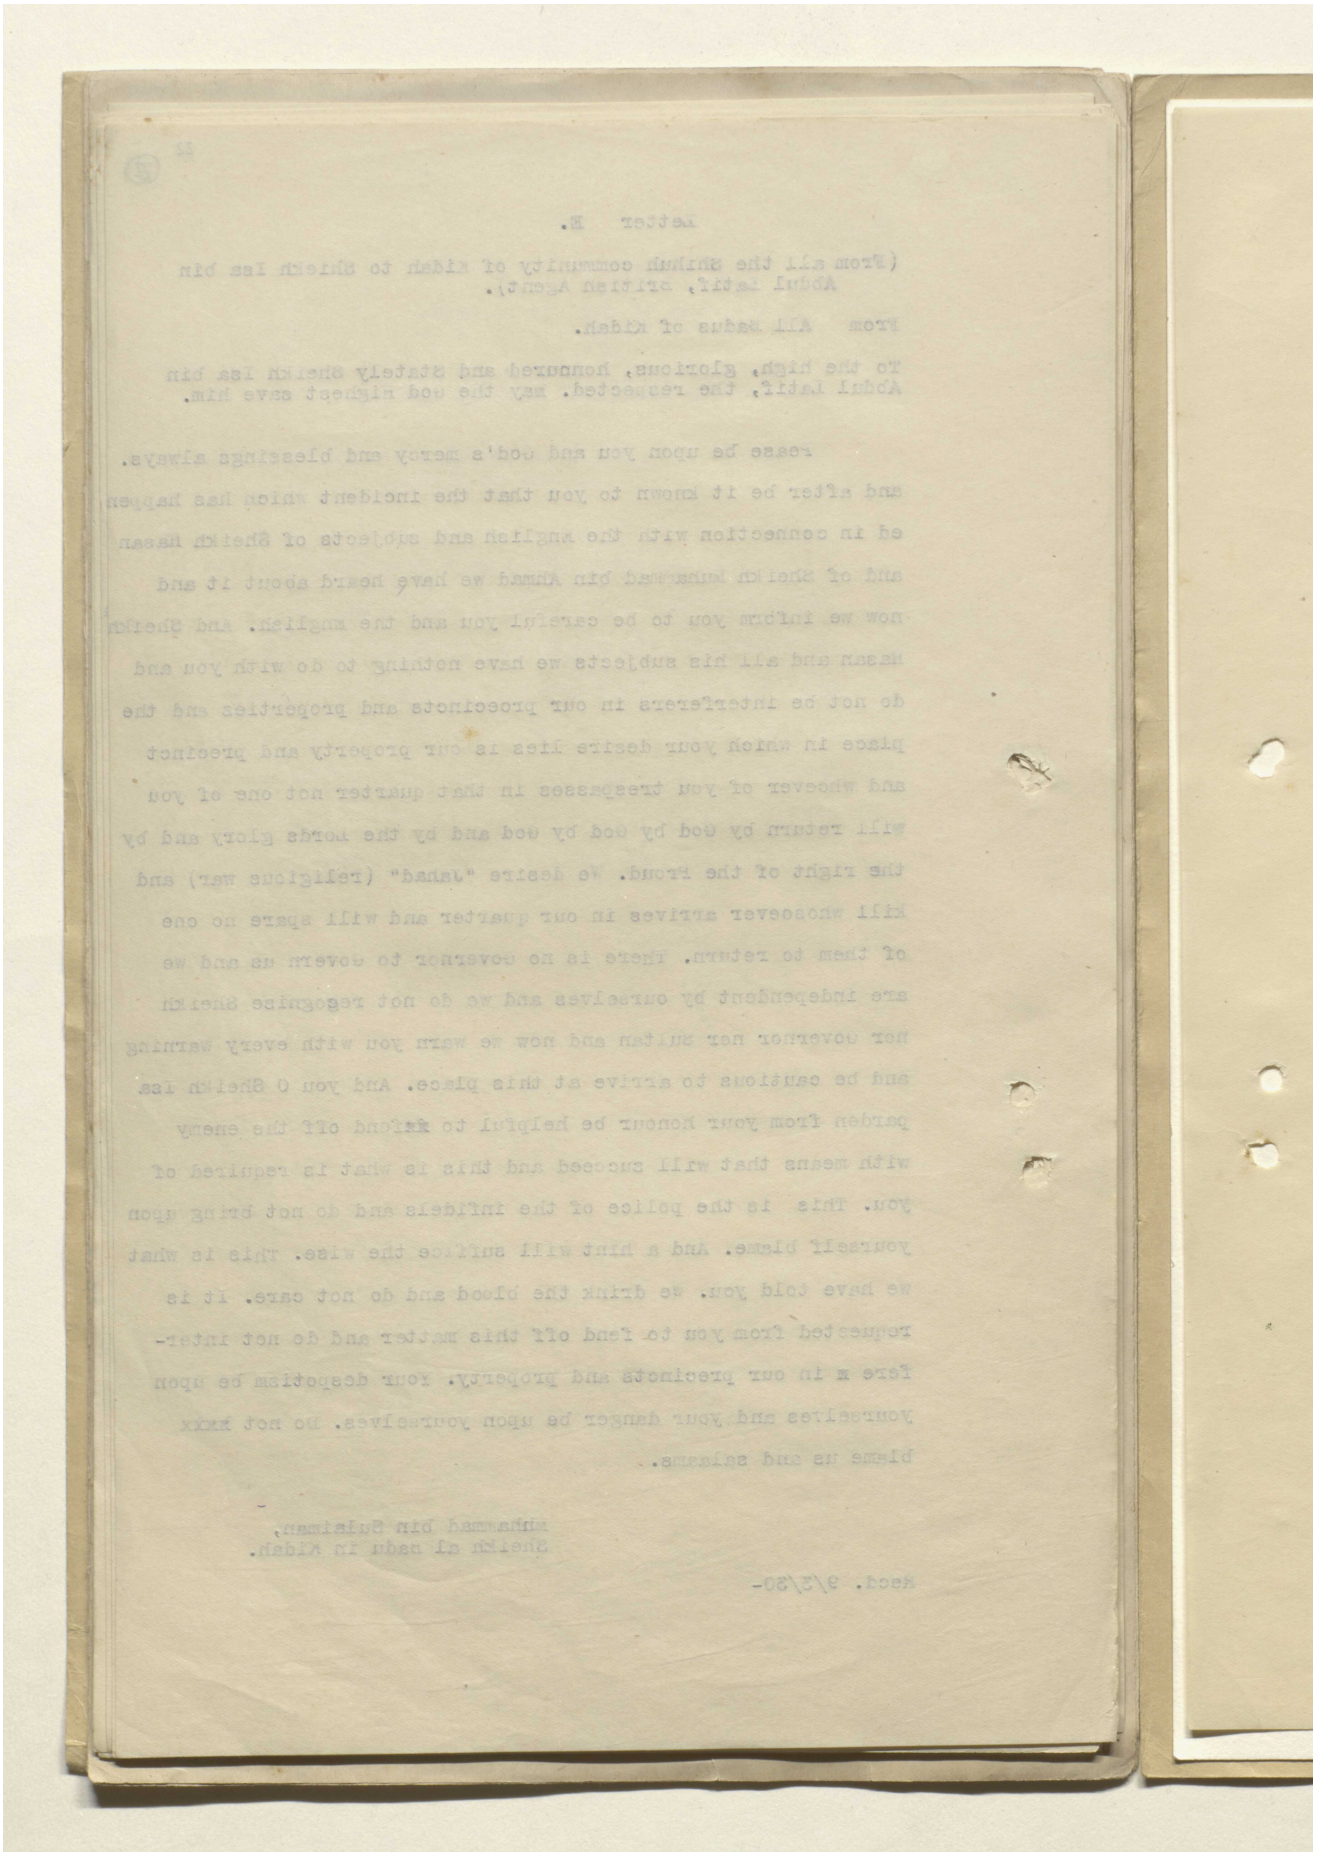 22
Letter E.
(From all the Shihuh community of Kidah to Shiekh Isa bin
Abdul Latif, British Agent).
From All Badus of Kidah.
To the high, glorious, honnured and Stately Sheikh Isa bin
Abdul Latif, the respected. may the God Highest save him.
Pease be upon you and God's mercy and blessings always.
and after be it known to you that the incident which has happen
ed in connection with the English and subjects of Sheikh Hasan
and of Sheikh Muhammad bin Ahmad we have heard about it and
now we inform you to be careful you and the English. And Sheikh
Hasan and all his subjects we have nothing to do with you and
do not be interferers in our procoincts and properties and the
place in which your desire lies is our property and precinct
and whoever of you trespasses in that quarter not one of you
will return by God by God by God and by the Lords glory and by
the right of the Proud. We desire "Jahad" (religious war) and
kill whosoever arrives in our quarter and will spare no one
of them to return. There is no Governor to Govern us and we
are independent by ourselves and we do not recognise Sheikh
nor Governor nor Sultan and now we warn you with every warning
and be cautious to arrive at this place. And you O Sheikh Isa
pardon from your honour be helpful to fend off the enemy
with means that will succeed and this is what is required of
you. This is the police of the infidels and do not bring upon
yourself blame. And a hint will suffice the wise. This is what
we have told you. We drink the blood and do not care. It is
requested from you to fend off this matter and do not inter-
fere x in our precincts and property. Your despotism be upon
yourselves and your danger be upon yourselves. Do not xxxx
blame us and salaams.
Muhammad bin Sulaiman,
Sheikh al Badu in Kidah.
Recd. 9/3/30-